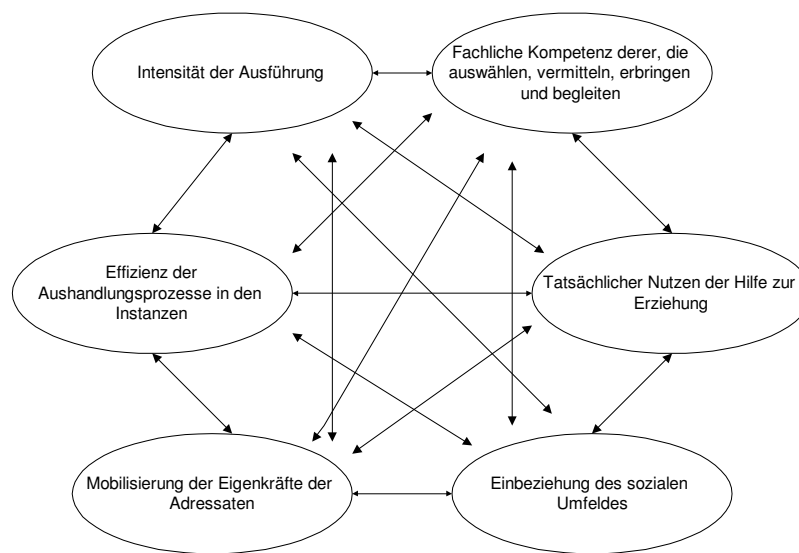 Intensität der Ausführung
Fachliche Kompetenz derer, die
auswählen, vermitteln, erbringen
und begleiten
Effizienz der
Aushandlungsprozesse in den
Instanzen
Tatsächlicher Nutzen der Hilfe zur
Erziehung
Mobilisierung der Eigenkräfte der
Adressaten
Einbeziehung des sozialen
Umfeldes